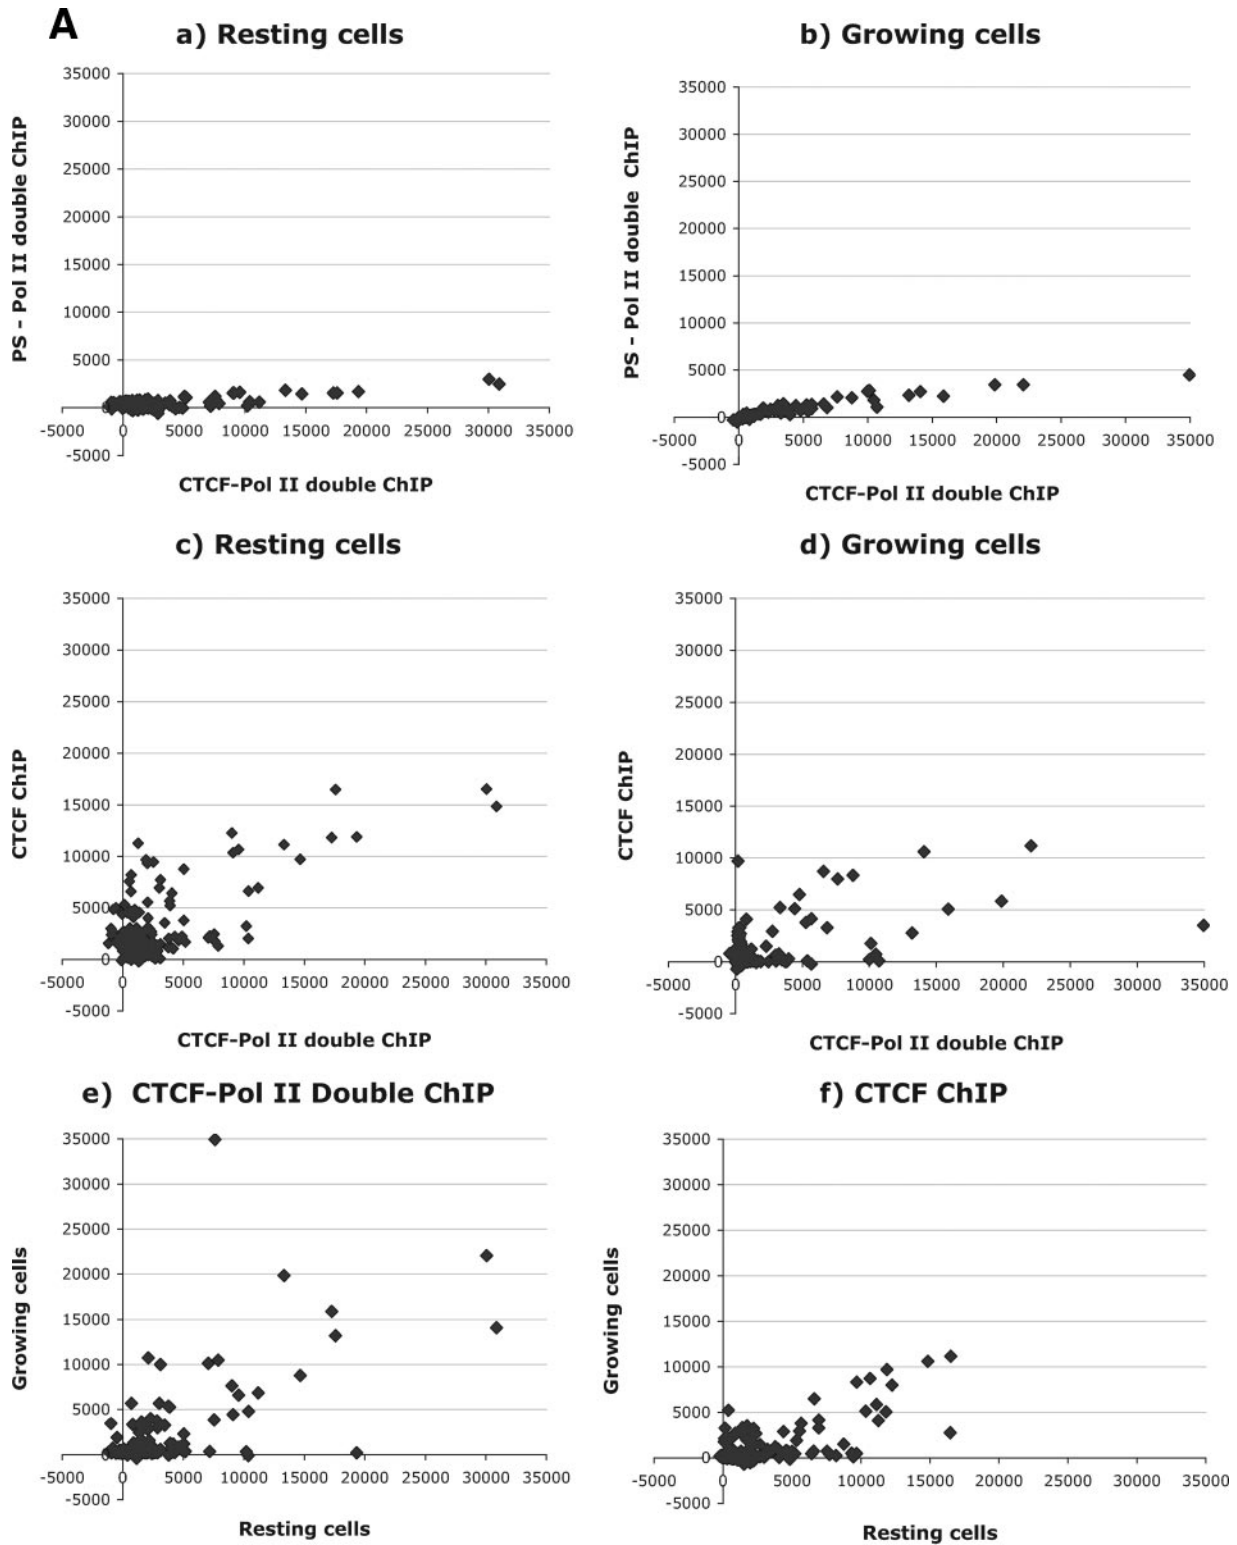 A
a) Resting cells
35000
30000
25000
20000
15000
10000
5000
0
-5000
-5000 0 5000 10000 15000 20000 25000 30000 35000
PS - Pol II double ChIP
CTCF-Pol II double ChIP
b) Growing cells
35000
30000
25000
20000
15000
10000
5000
0
-5000
-5000 0 5000 10000 15000 20000 25000 30000 35000
PS - Pol II double ChIP
CTCF-Pol II double ChIP
c) Resting cells
35000
30000
25000
20000
15000
10000
5000
0
-5000
-5000 0 5000 10000 15000 20000 25000 30000 35000
CTCF ChIP
CTCF-Pol II double ChIP
d) Growing cells
35000
30000
25000
20000
15000
10000
5000
0
-5000
-5000 0 5000 10000 15000 20000 25000 30000 35000
CTCF ChIP
CTCF-Pol II double ChIP
e) CTCF-Pol II Double ChIP
35000
30000
25000
20000
15000
10000
5000
0
-5000
-5000 0 5000 10000 15000 20000 25000 30000 35000
Growing cells
Resting cells
f) CTCF ChIP
35000
30000
25000
20000
15000
10000
5000
0
-5000
-5000 0 5000 10000 15000 20000 25000 30000 35000
Growing cells
Resting cells